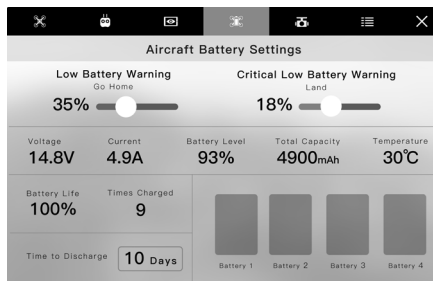 Aircraft Battery Settings
Low Battery Warning
Go Home
35%
Critical Low Battery Warning
Land
18%
Voltage
14.8V
Current
4.9A
Battery Level
93%
Total Capacity
4900mAh
Temperature
30℃
Battery Life
100%
Times Charged
9
Time to Discharge
10 Days
Battery 1
Battery 2
Battery 3
Battery 4